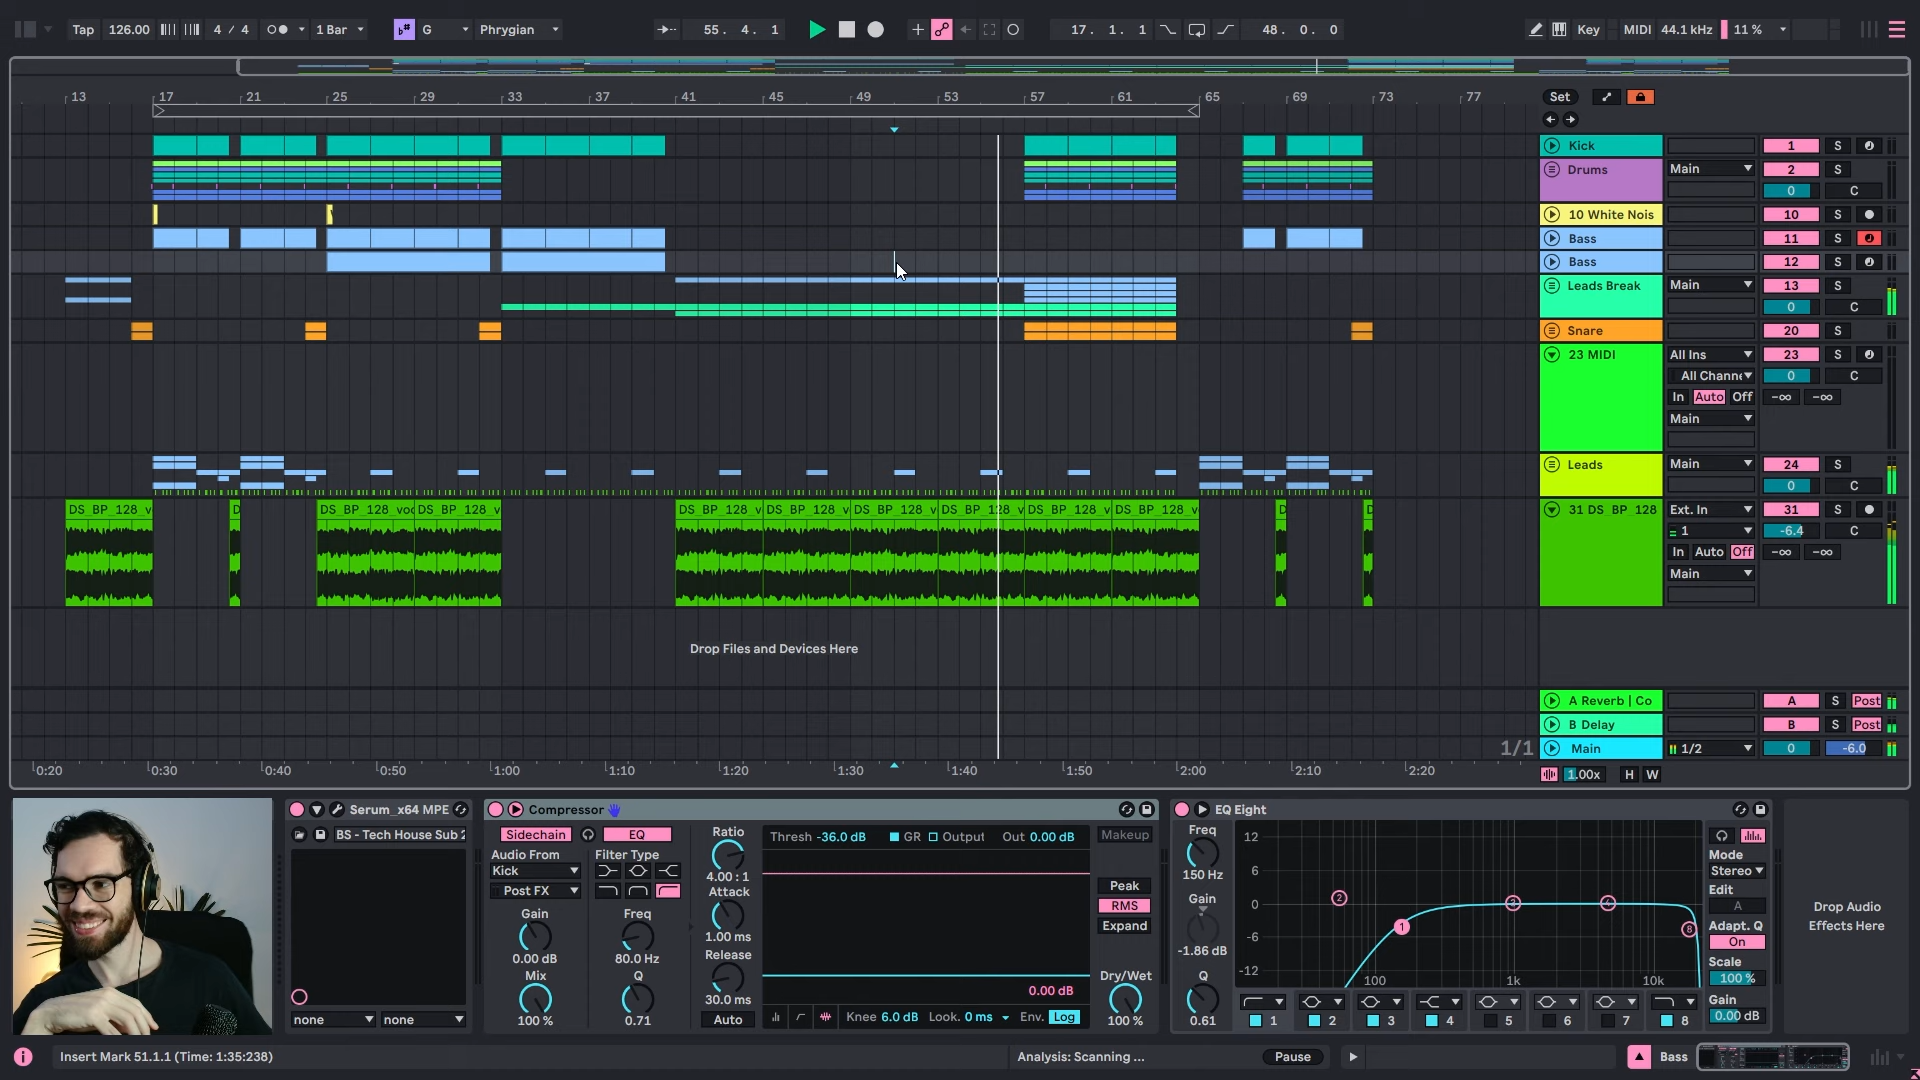 Tap 126.00 4 / 4 1 Bar G Phrygian 55. 4. 1 17. 1. 1 48. 0. 0 Key MIDI 44.1 kHz 11 %
13 17 21 25 29 33 37 41 45 49 53 57 61 65 69 73 77 Set
Kick 1 S
Drums Main 2 S
0 C
10 White Nois 10 S
Bass 11 S
Bass 12 S
Leads Break Main 13 S
0 C
Snare 20 S
23 MIDI All Ins 23 S
All Channe 0 C
In Auto Off -∞ -∞
Main
Leads Main 24 S
0 C
DS_BP_128_v D DS_BP_128_voc DS_BP_128_v DS_BP_128_v DS_BP_128_v DS_BP_128_v DS_BP_128_v DS_BP_128_v DS_BP_128_v D D 31 DS_BP_128 Ext. In 31 S
1 -6.4 C
In Auto Off -∞ -∞
Main
Drop Files and Devices Here
A Reverb | Co A S Post
B Delay B S Post
1/1 Main 1/2 0 -6.0
0:20 0:30 0:40 0:50 1:00 1:10 1:20 1:30 1:40 1:50 2:00 2:10 2:20 1.00x H W
Serum_x64 MPE
BS - Tech House Sub 2
none none
Compressor
Sidechain EQ
Audio From Filter Type
Kick
Post FX
Gain Freq
0.00 dB 80.0 Hz
Mix Q
100 % 0.71
Ratio
4.00 : 1
Attack
1.00 ms
Release
30.0 ms
Auto
Thresh -36.0 dB GR Output Out 0.00 dB
0.00 dB
Knee 6.0 dB Look. 0 ms Env. Log
Makeup
Peak
RMS
Expand
Dry/Wet
100 %
EQ Eight
Freq
150 Hz
Gain
-1.86 dB
Q
0.61
12
6
0
-6
-12
2 1 3 4 8
100 1k 10k
1 2 3 4 5 6 7 8
Mode
Stereo
Edit
A
Adapt. Q
On
Scale
100 %
Gain
0.00 dB
Drop Audio
Effects Here
Insert Mark 51.1.1 (Time: 1:35:238) Analysis: Scanning ... Pause Bass